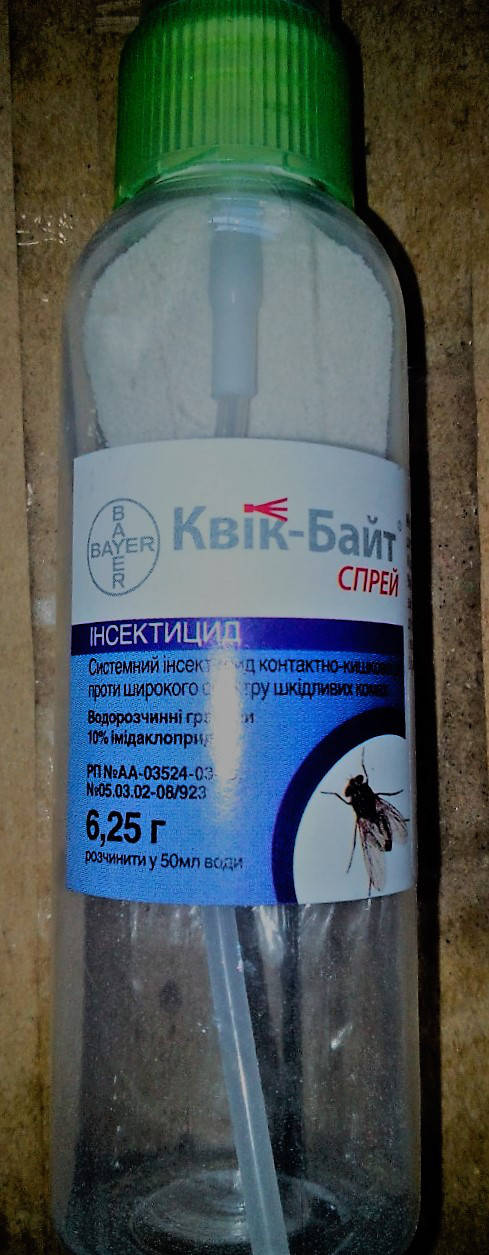 BAYER
BAYER
Квік-Байт®
СПРЕЙ
ІНСЕКТИЦИД
Системний інсектицид контактно-кишкової
проти широкого спектру шкідливих комах
Водорозчинні гранули
10% імідаклоприд
РП №АА-03524-03
№05.03.02-08/923
6,25 г
розчинити у 50мл води